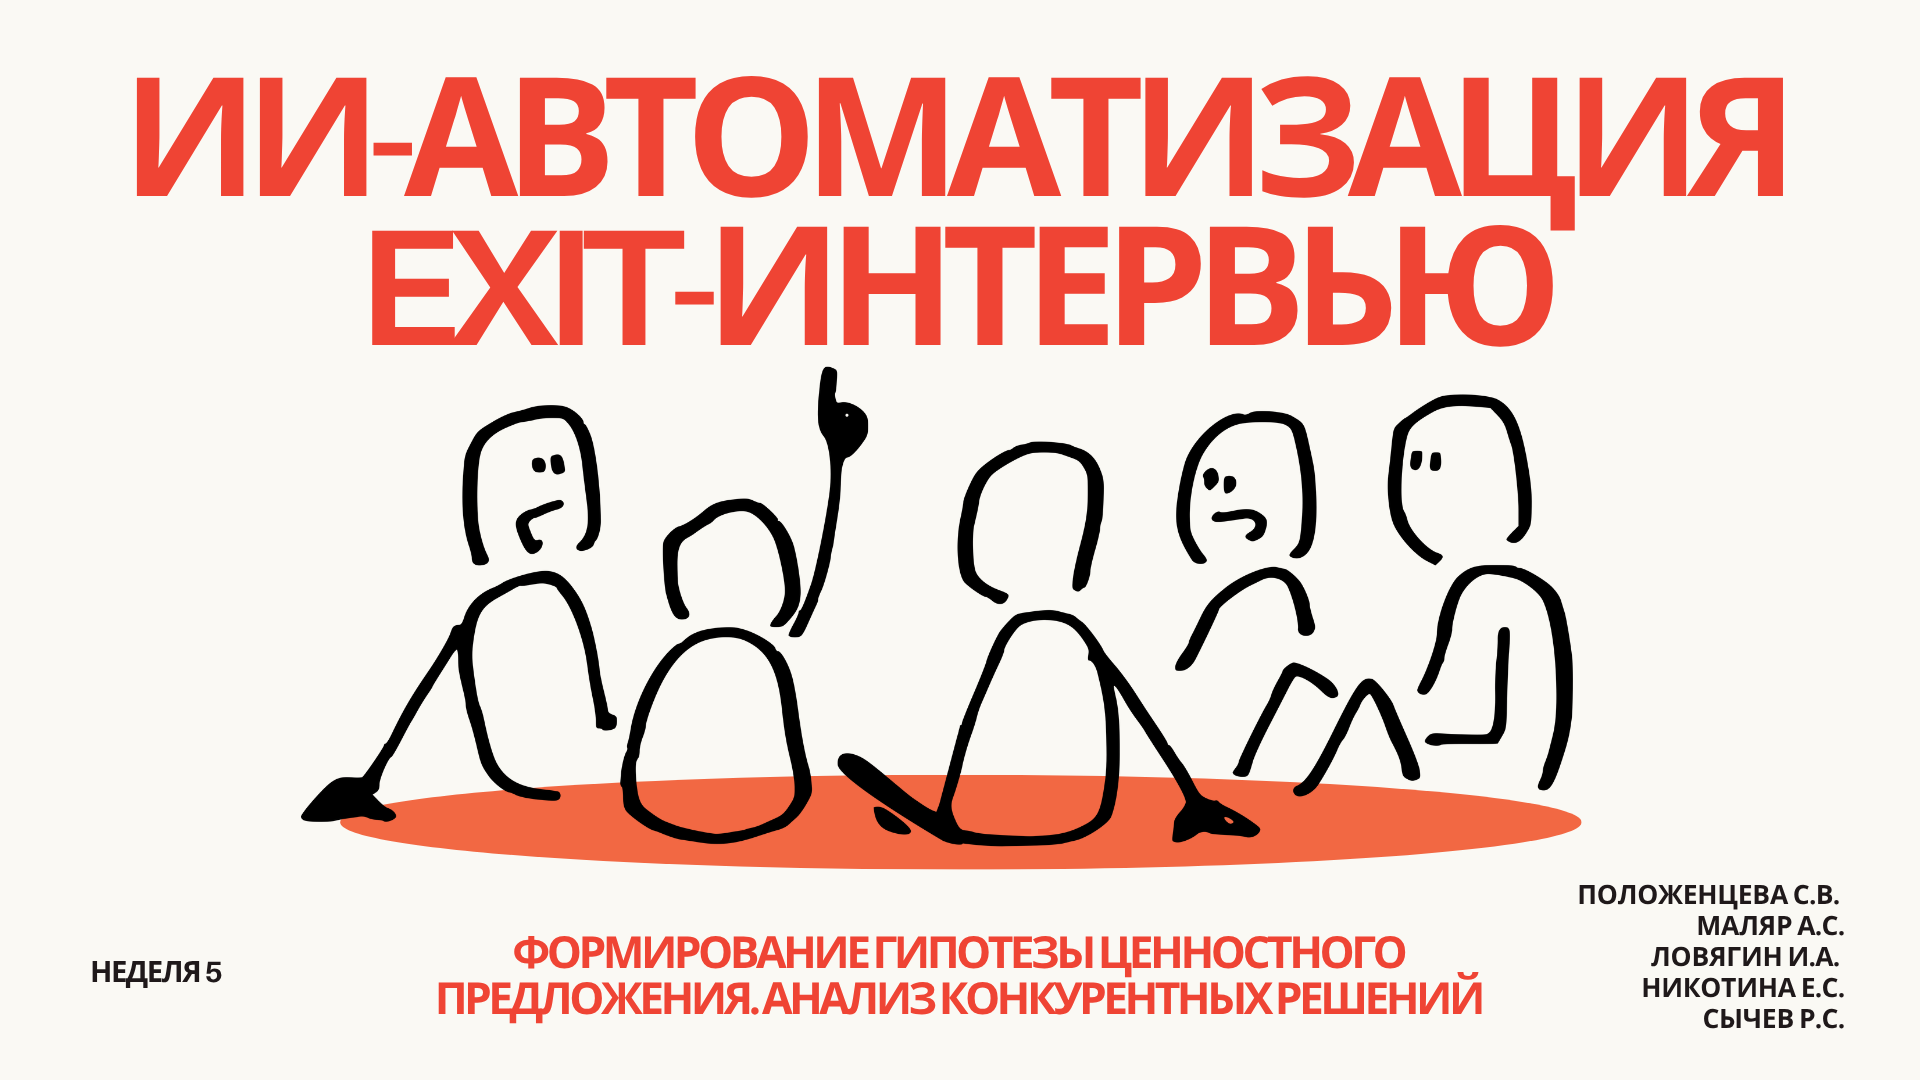 ИИ-АВТОМАТИЗАЦИЯ
EXIT-ИНТЕРВЬЮ
НЕДЕЛЯ 5
ФОРМИРОВАНИЕ ГИПОТЕЗЫ ЦЕННОСТНОГО
ПРЕДЛОЖЕНИЯ. АНАЛИЗ КОНКУРЕНТНЫХ РЕШЕНИЙ
ПОЛОЖЕНЦЕВА С.В.
МАЛЯР А.С.
ЛОВЯГИН И.А.
НИКОТИНА Е.С.
СЫЧЕВ Р.С.